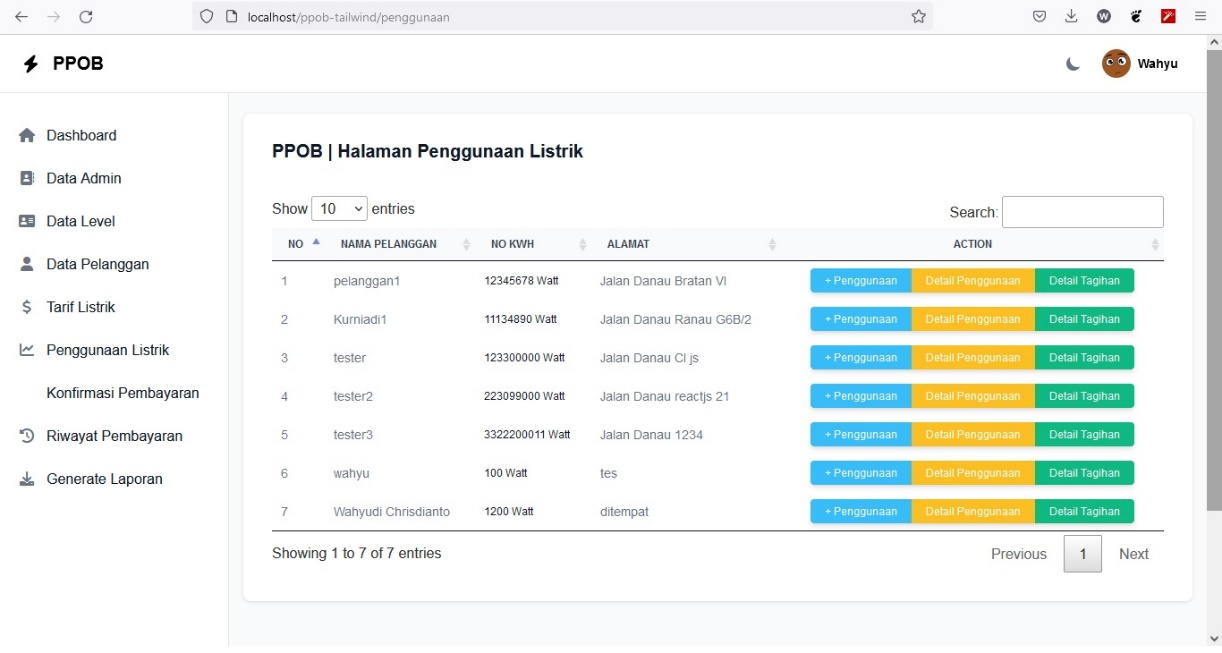 localhost/ppob-tailwind/penggunaan
W
PPOB
Wahyu
Dashboard
Data Admin
Data Level
Data Pelanggan
Tarif Listrik
Penggunaan Listrik
Konfirmasi Pembayaran
Riwayat Pembayaran
Generate Laporan
PPOB | Halaman Penggunaan Listrik
Show 10 entries Search:
NO NAMA PELANGGAN NO KWH ALAMAT ACTION
1 pelanggan1 12345678 Watt Jalan Danau Bratan VI + Penggunaan Detail Penggunaan Detail Tagihan
2 Kurniadi1 11134890 Watt Jalan Danau Ranau G6B/2 + Penggunaan Detail Penggunaan Detail Tagihan
3 tester 123300000 Watt Jalan Danau CI js + Penggunaan Detail Penggunaan Detail Tagihan
4 tester2 223099000 Watt Jalan Danau reactjs 21 + Penggunaan Detail Penggunaan Detail Tagihan
5 tester3 3322200011 Watt Jalan Danau 1234 + Penggunaan Detail Penggunaan Detail Tagihan
6 wahyu 100 Watt tes + Penggunaan Detail Penggunaan Detail Tagihan
7 Wahyudi Chrisdianto 1200 Watt ditempat + Penggunaan Detail Penggunaan Detail Tagihan
Showing 1 to 7 of 7 entries Previous 1 Next